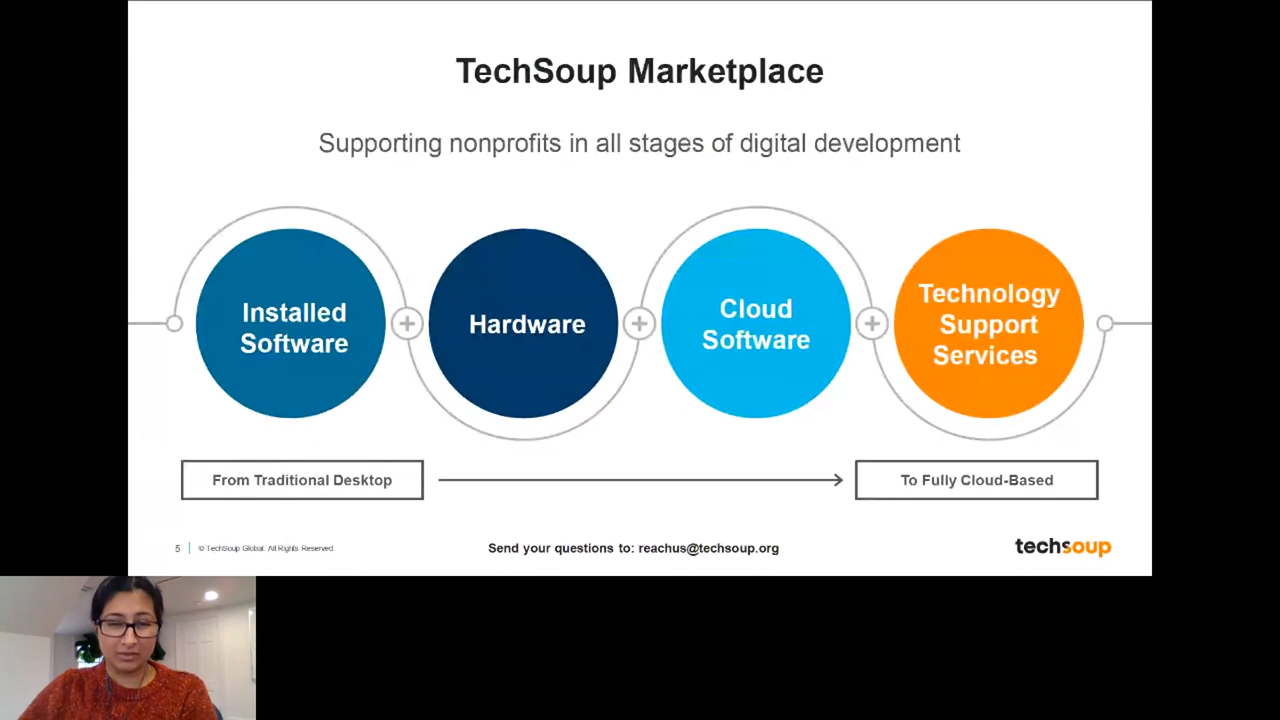 TechSoup Marketplace
Supporting nonprofits in all stages of digital development
Installed
Software
Hardware
Cloud
Software
Technology
Support
Services
From Traditional Desktop
To Fully Cloud-Based
5
© TechSoup Global. All Rights Reserved.
Send your questions to: reachus@techsoup.org
techsoup